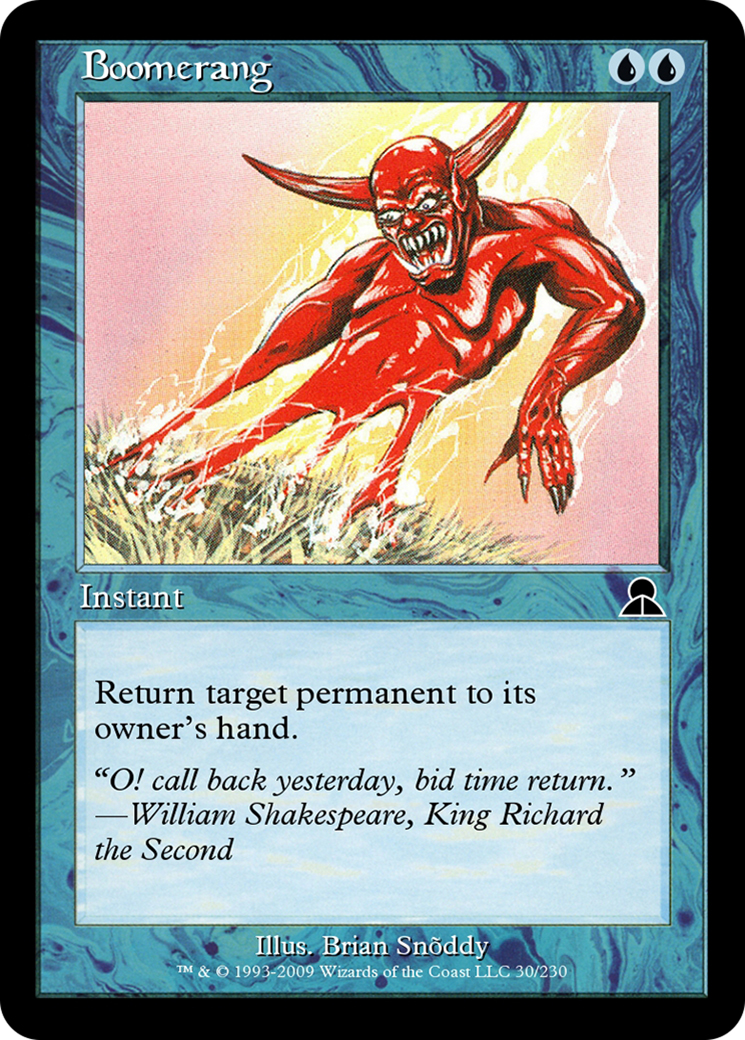 Boomerang
Instant
Return target permanent to its
owner's hand.
“O! call back yesterday, bid time return.”
—William Shakespeare, King Richard
the Second
Illus. Brian Snõddy
™ & © 1993-2009 Wizards of the Coast LLC 30/230